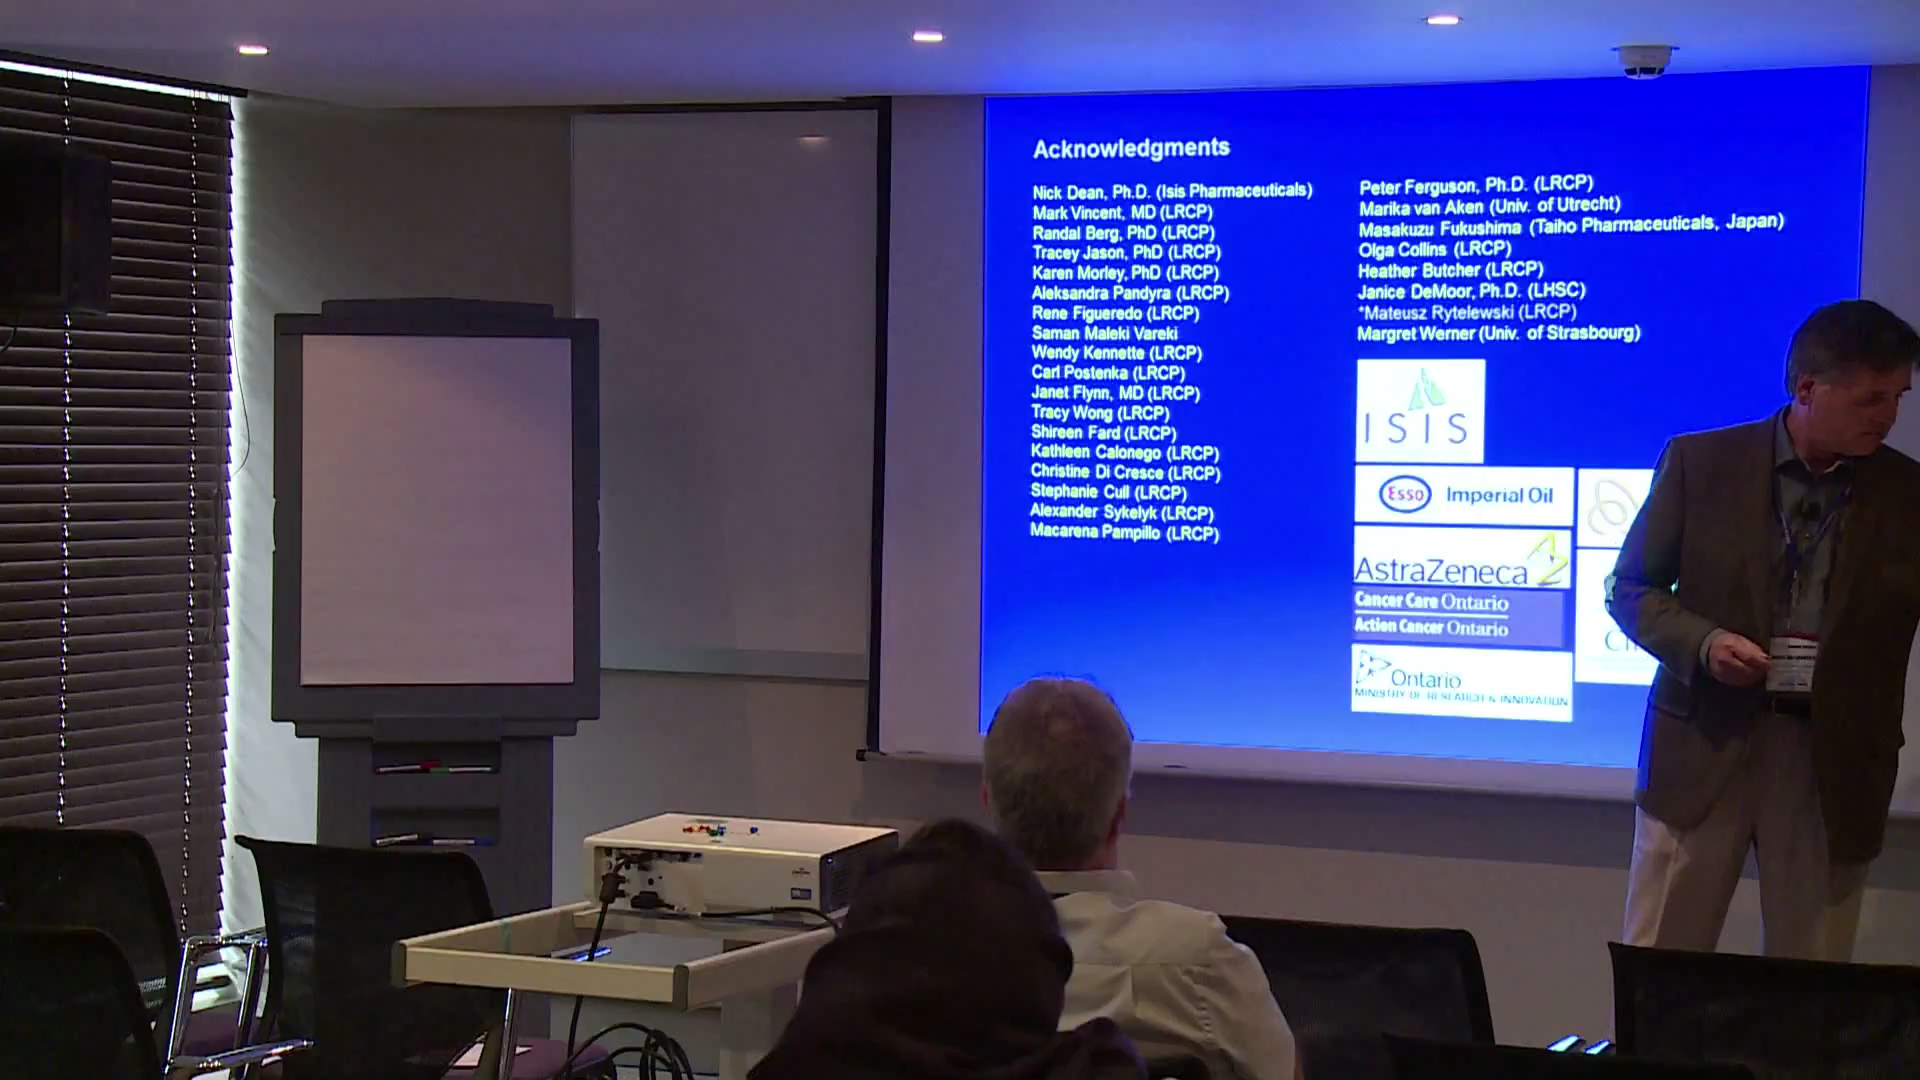 Acknowledgments
Nick Dean, Ph.D. (Isis Pharmaceuticals)
Mark Vincent, MD (LRCP)
Randal Berg, PhD (LRCP)
Tracey Jason, PhD (LRCP)
Karen Morley, PhD (LRCP)
Aleksandra Pandyra (LRCP)
Rene Figueredo (LRCP)
Saman Maleki Vareki
Wendy Kennette (LRCP)
Carl Postenka (LRCP)
Janet Flynn, MD (LRCP)
Tracy Wong (LRCP)
Shireen Fard (LRCP)
Kathleen Calonego (LRCP)
Christine Di Cresce (LRCP)
Stephanie Cull (LRCP)
Alexander Sykelyk (LRCP)
Macarena Pampillo (LRCP)
Peter Ferguson, Ph.D. (LRCP)
Marika van Aken (Univ. of Utrecht)
Masakuzu Fukushima (Taiho Pharmaceuticals, Japan)
Olga Collins (LRCP)
Heather Butcher (LRCP)
Janice DeMoor, Ph.D. (LHSC)
*Mateusz Rytelewski (LRCP)
Margret Werner (Univ. of Strasbourg)
ISIS
Esso Imperial Oil
AstraZeneca
Cancer Care Ontario
Action Cancer Ontario
Ontario
MINISTRY OF RESEARCH & INNOVATION